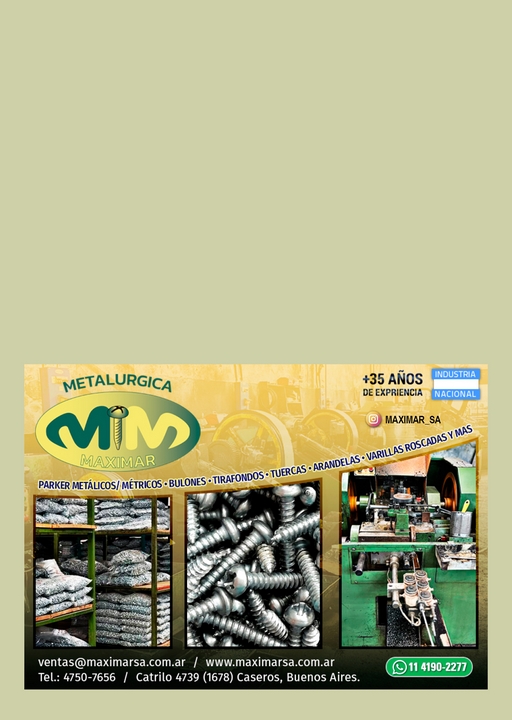 METALURGICA
MM
MAXIMAR
+35 AÑOS
DE EXPRIENCIA
INDUSTRIA
NACIONAL
MAXIMAR_SA
PARKER METÁLICOS/ MÉTRICOS • BULONES • TIRAFONDOS • TUERCAS • ARANDELAS • VARILLAS ROSCADAS Y MÁS
ventas@maximarsa.com.ar / www.maximarsa.com.ar
Tel.: 4750-7656 / Catrilo 4739 (1678) Caseros, Buenos Aires.
11 4190-2277